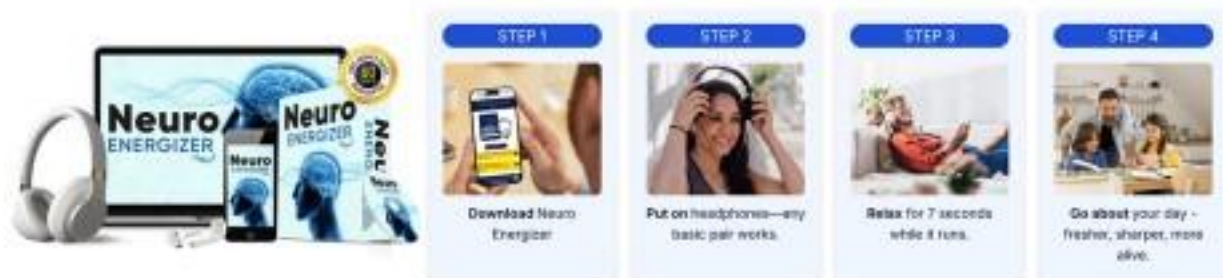 Neuro
ENERGIZER
Neuro
Neuro
ENERGIZER
STEP 1
Download Neuro
Energizer
STEP 2
Put on headphones—any
basic pair works.
STEP 3
Relax for 7 seconds
while it runs.
STEP 4
Go about your day -
fresher, sharper, more
alive.